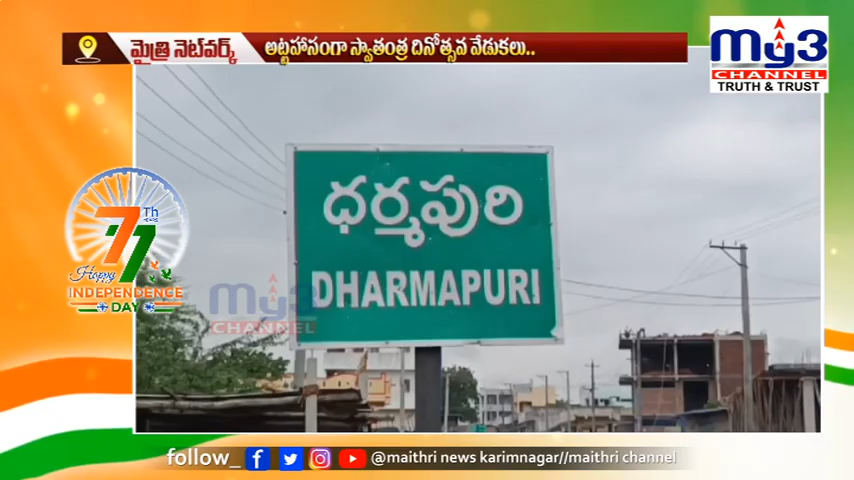 మైత్రి నెట్‌వర్క్ అట్టహాసంగా స్వాతంత్ర దినోత్సవ వేడుకలు..
my3
CHANNEL
TRUTH & TRUST
ధర్మపురి
DHARMAPURI
77Th
Happy
INDEPENDENCE
DAY
my3
CHANNEL
follow_ @maithri news karimnagar//maithri channel